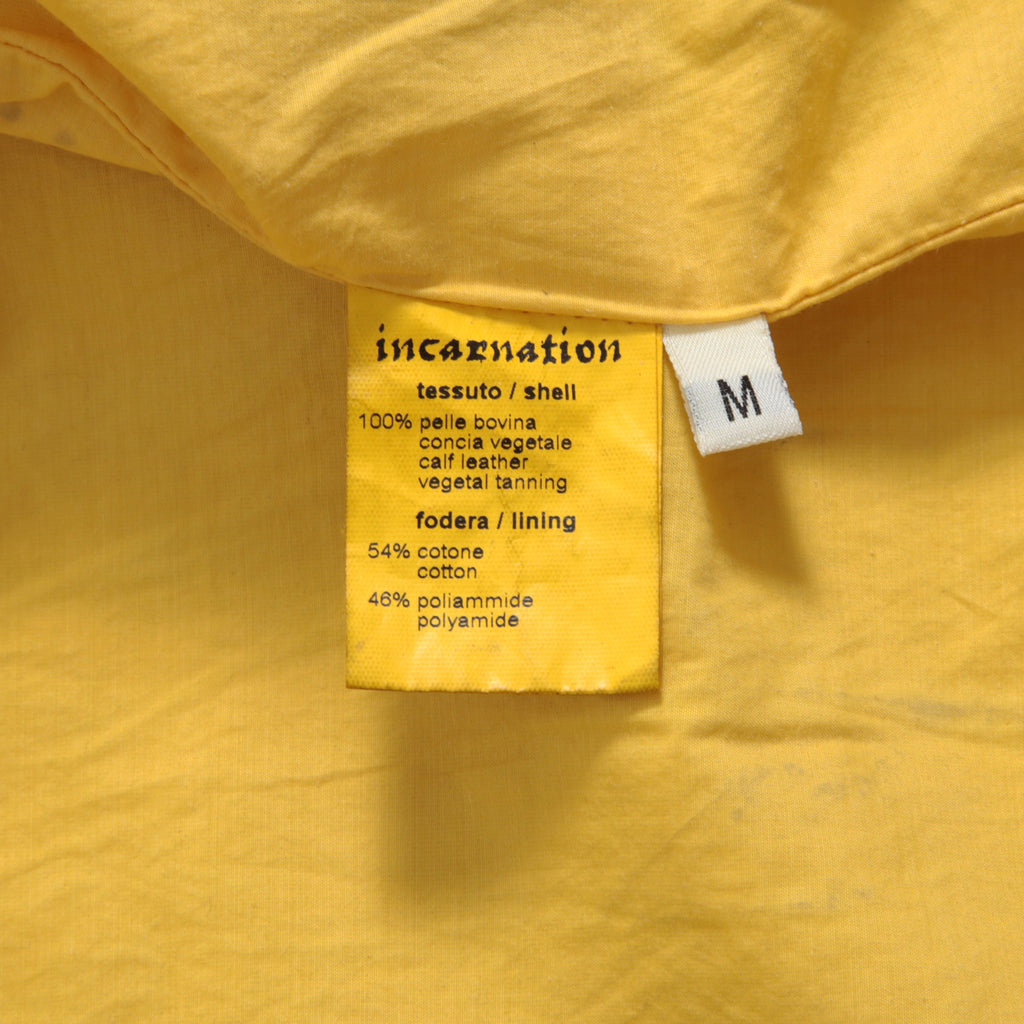 incarnation
tessuto / shell
100% pelle bovina
concia vegetale
calf leather
vegetal tanning
fodera / lining
54% cotone
cotton
46% poliammide
polyamide
M